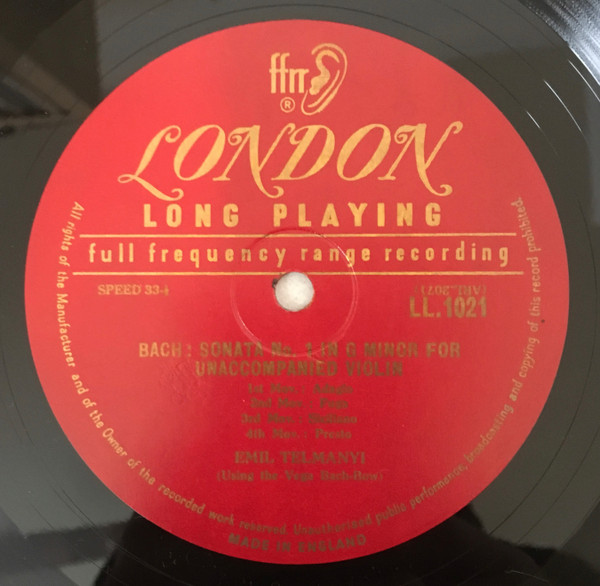 ffrr
®
LONDON
LONG PLAYING
full frequency range recording
SPEED 33⅓
(ARL.2071)
LL.1021
BACH : SONATA No. 1 IN G MINOR FOR
UNACCOMPANIED VIOLIN
1st Mov. : Adagio
2nd Mov. : Fuga
3rd Mov. : Siciliano
4th Mov. : Presto
EMIL TELMANYI
(Using the Vega Bach-Bow)
All rights of the Manufacturer and of the Owner of the recorded work reserved. Unauthorised public performance, broadcasting and copying of this record prohibited.
MADE IN ENGLAND